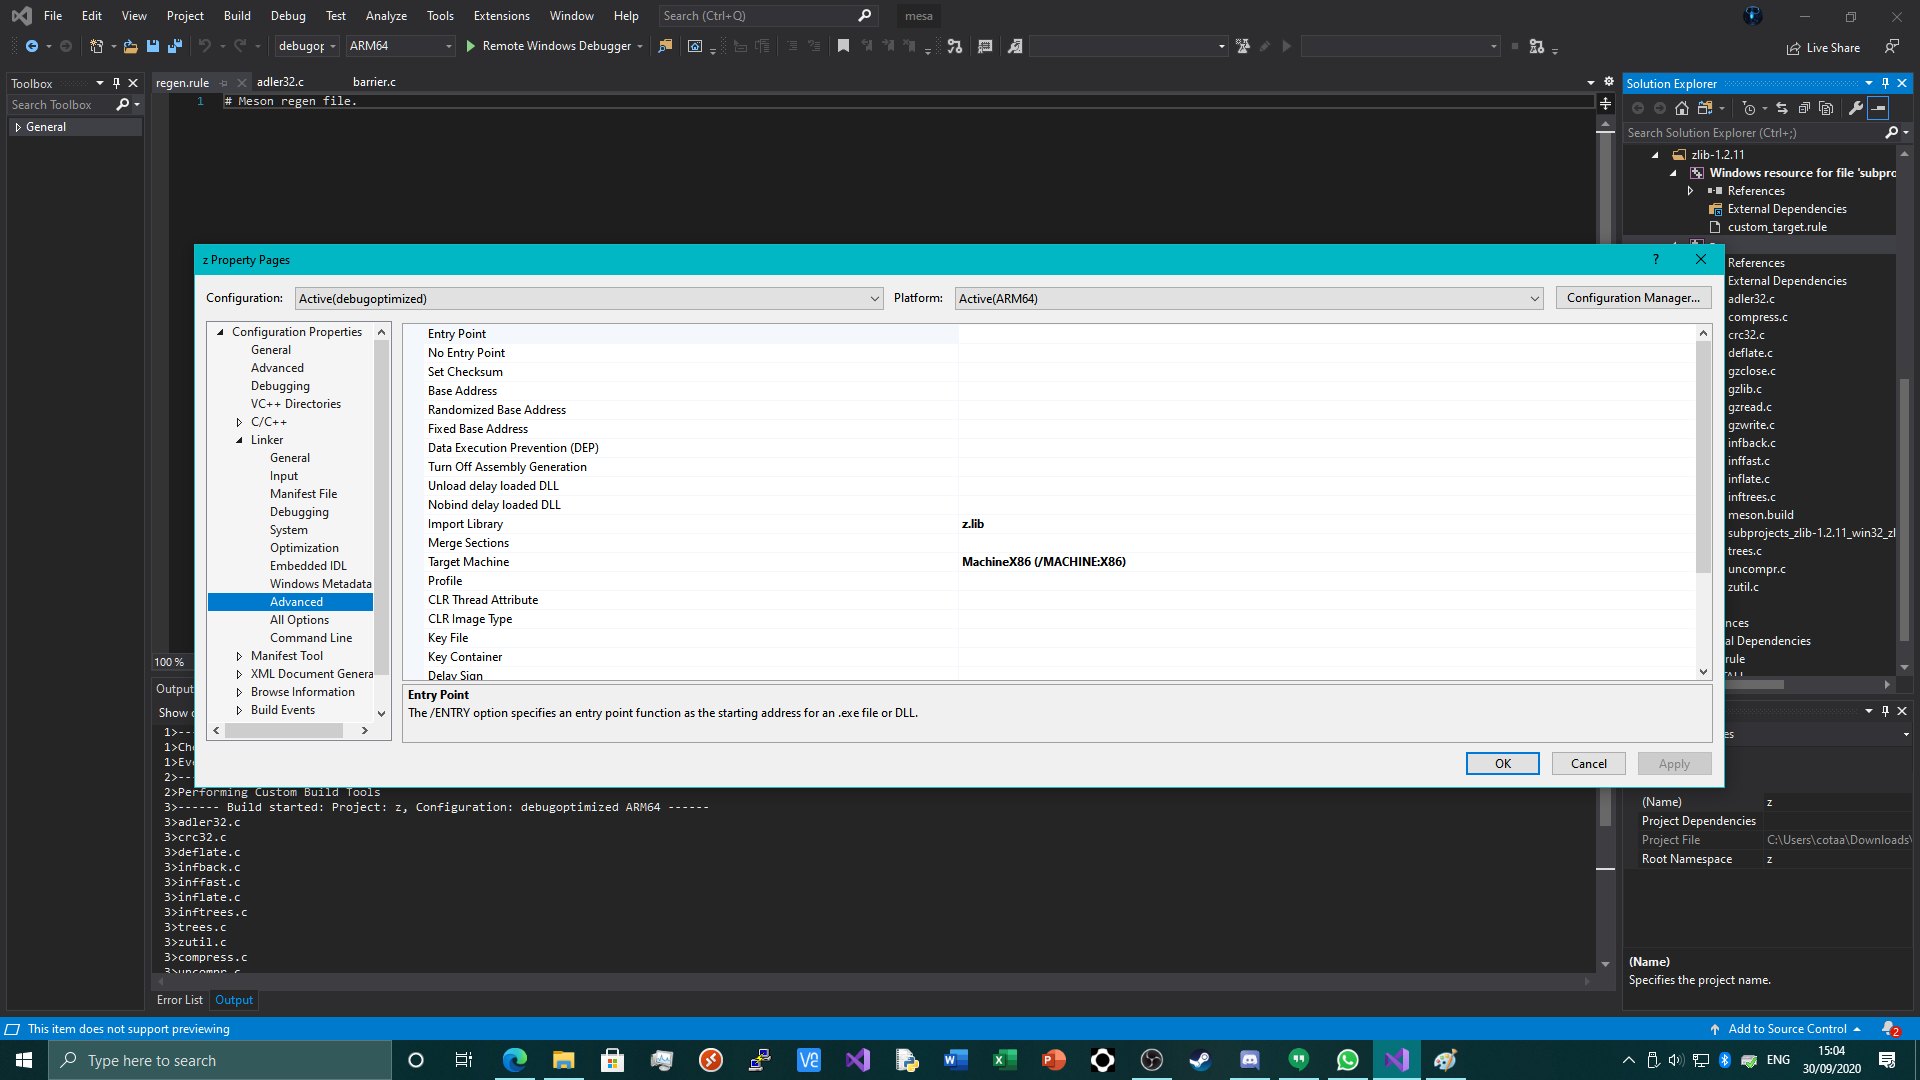 File Edit View Project Build Debug Test Analyze Tools Extensions Window Help Search (Ctrl+Q) mesa
debugop ARM64 Remote Windows Debugger Live Share
Toolbox
Search Toolbox
General
regen.rule adler32.c barrier.c
1 # Meson regen file.
100 %
Solution Explorer
Search Solution Explorer (Ctrl+;)
zlib-1.2.11
Windows resource for file 'subpro
References
External Dependencies
custom_target.rule
References
External Dependencies
adler32.c
compress.c
crc32.c
deflate.c
gzclose.c
gzlib.c
gzread.c
gzwrite.c
infback.c
inffast.c
inflate.c
inftrees.c
meson.build
subprojects_zlib-1.2.11_win32_zl
trees.c
uncompr.c
zutil.c
nces
al Dependencies
rule
z Property Pages
?
Configuration: Active(debugoptimized) Platform: Active(ARM64) Configuration Manager...
Configuration Properties
General
Advanced
Debugging
VC++ Directories
C/C++
Linker
General
Input
Manifest File
Debugging
System
Optimization
Embedded IDL
Windows Metadata
Advanced
All Options
Command Line
Manifest Tool
XML Document Genera
Browse Information
Build Events
Entry Point
No Entry Point
Set Checksum
Base Address
Randomized Base Address
Fixed Base Address
Data Execution Prevention (DEP)
Turn Off Assembly Generation
Unload delay loaded DLL
Nobind delay loaded DLL
Import Library z.lib
Merge Sections
Target Machine MachineX86 (/MACHINE:X86)
Profile
CLR Thread Attribute
CLR Image Type
Key File
Key Container
Delay Sign
Entry Point
The /ENTRY option specifies an entry point function as the starting address for an .exe file or DLL.
OK Cancel Apply
Output
Show o
1>--
1>Che
1>Eve
2>--
2>Performing Custom Build Tools
3>------ Build started: Project: z, Configuration: debugoptimized ARM64 ------
3>adler32.c
3>crc32.c
3>deflate.c
3>infback.c
3>inffast.c
3>inflate.c
3>inftrees.c
3>trees.c
3>zutil.c
3>compress.c
3>uncompr.c
Error List Output
es
(Name) z
Project Dependencies
Project File C:\Users\cotaa\Downloads\
Root Namespace z
(Name)
Specifies the project name.
This item does not support previewing
Add to Source Control 2
Type here to search
ENG
15:04
30/09/2020